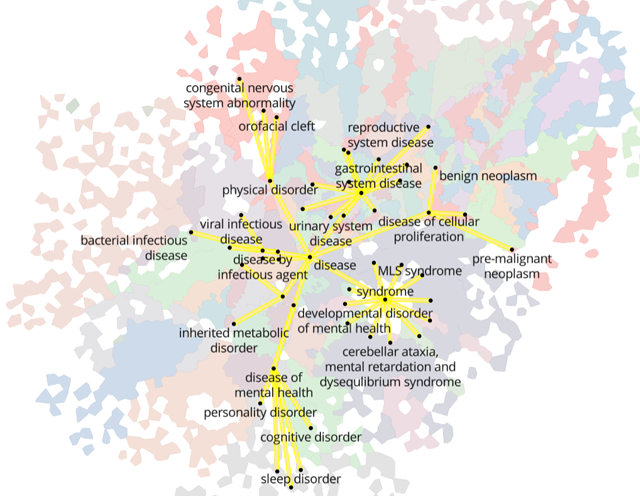 congenital nervous
system abnormality
orofacial cleft
reproductive
system disease
gastrointestinal
system disease
benign neoplasm
physical disorder
viral infectious
disease
urinary system
disease
disease of cellular
proliferation
bacterial infectious
disease
disease by
infectious agent
disease
MLS syndrome
pre-malignant
neoplasm
syndrome
developmental disorder
of mental health
inherited metabolic
disorder
cerebellar ataxia,
mental retardation and
dysequlibrium syndrome
disease of
mental health
personality disorder
cognitive disorder
sleep disorder